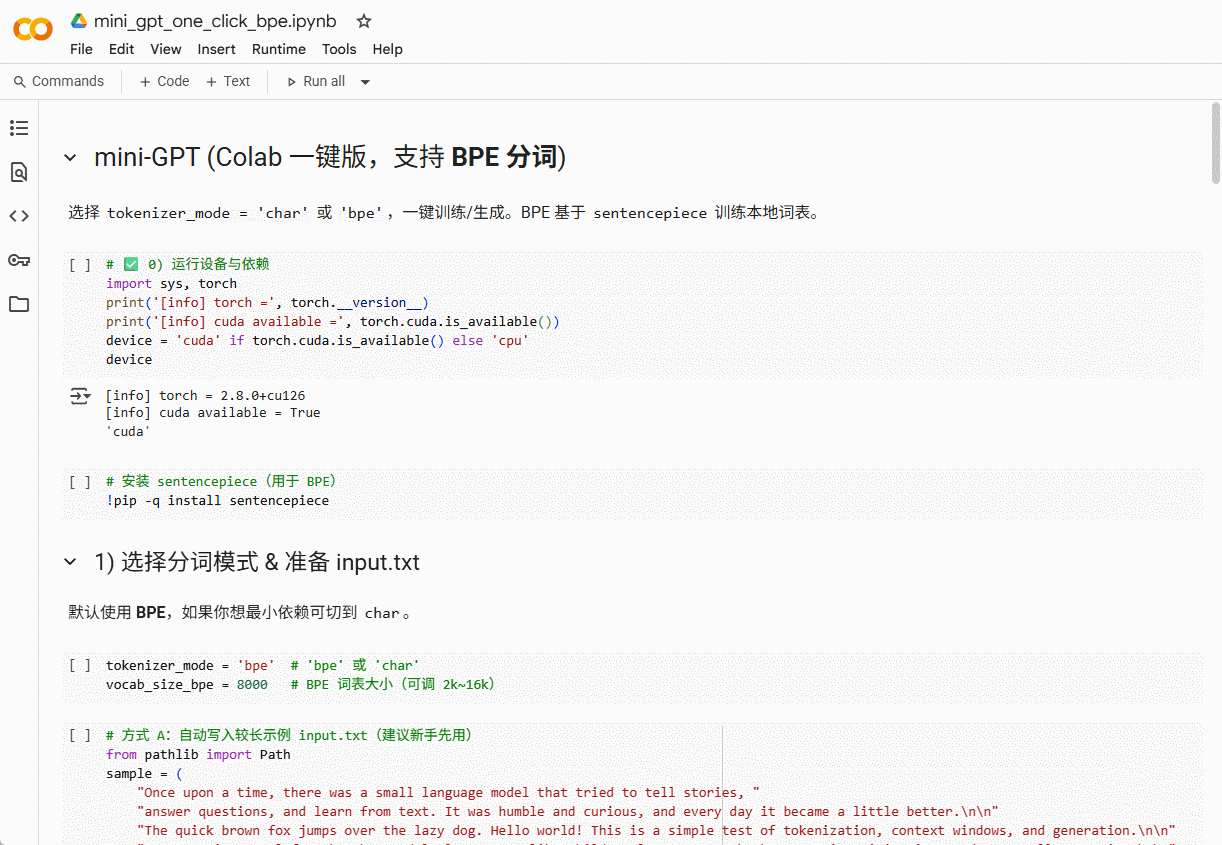 mini_gpt_one_click_bpe.ipynb
File Edit View Insert Runtime Tools Help
Commands + Code + Text Run all
mini-GPT (Colab 一键版，支持 BPE 分词)
选择 tokenizer_mode = 'char' 或 'bpe'，一键训练/生成。BPE 基于 sentencepiece 训练本地词表。
[ ] # ✅ 0) 运行设备与依赖
import sys, torch
print('[info] torch =', torch.__version__)
print('[info] cuda available =', torch.cuda.is_available())
device = 'cuda' if torch.cuda.is_available() else 'cpu'
device
[info] torch = 2.8.0+cu126
[info] cuda available = True
'cuda'
[ ] # 安装 sentencepiece（用于 BPE）
!pip -q install sentencepiece
1) 选择分词模式 & 准备 input.txt
默认使用 BPE，如果你想最小依赖可切到 char。
[ ] tokenizer_mode = 'bpe' # 'bpe' 或 'char'
vocab_size_bpe = 8000 # BPE 词表大小（可调 2k~16k）
[ ] # 方式 A：自动写入较长示例 input.txt（建议新手先用）
from pathlib import Path
sample = (
"Once upon a time, there was a small language model that tried to tell stories, "
"answer questions, and learn from text. It was humble and curious, and every day it became a little better.\n\n"
"The quick brown fox jumps over the lazy dog. Hello world! This is a simple test of tokenization, context windows, and generation.\n\n"